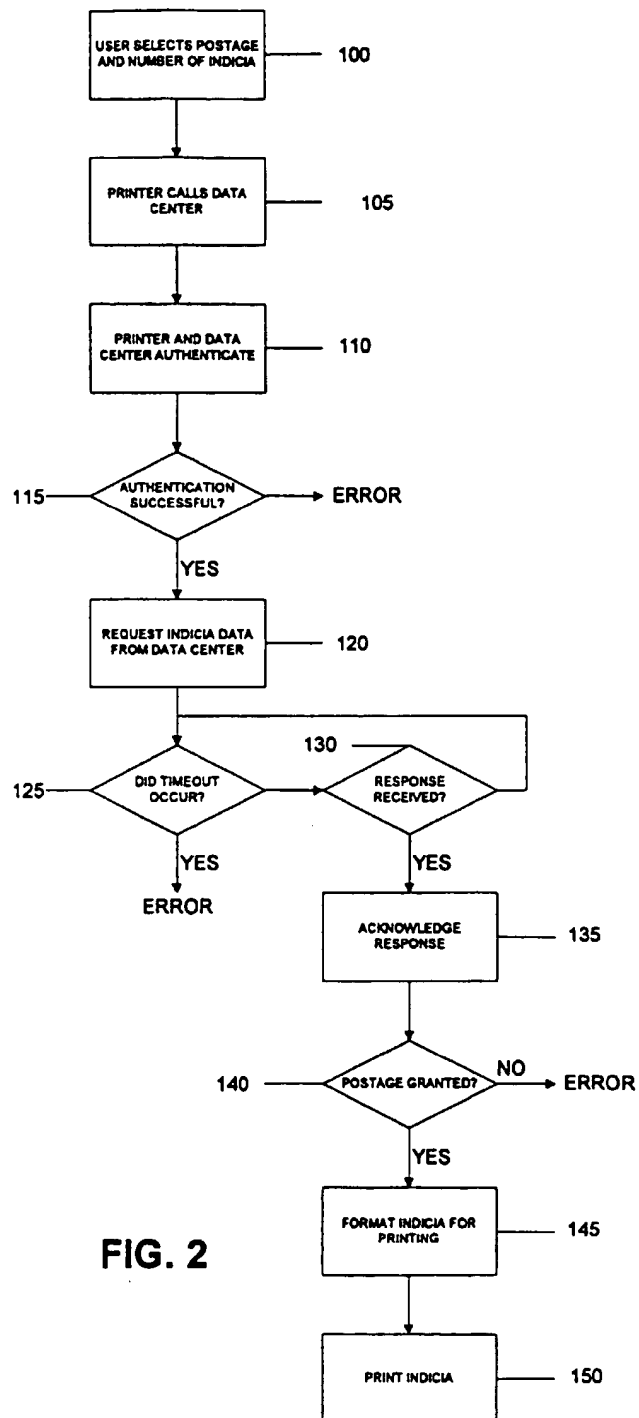 USER SELECTS POSTAGE
AND NUMBER OF INDICIA
100
PRINTER CALLS DATA
CENTER
105
PRINTER AND DATA
CENTER AUTHENTICATE
110
115
AUTHENTICATION
SUCCESSFUL?
ERROR
YES
REQUEST INDICIA DATA
FROM DATA CENTER
120
125
DID TIMEOUT
OCCUR?
130
RESPONSE
RECEIVED?
YES
ERROR
YES
ACKNOWLEDGE
RESPONSE
135
140
POSTAGE GRANTED?
NO
ERROR
YES
FORMAT INDICIA FOR
PRINTING
145
FIG. 2
PRINT INDICIA
150